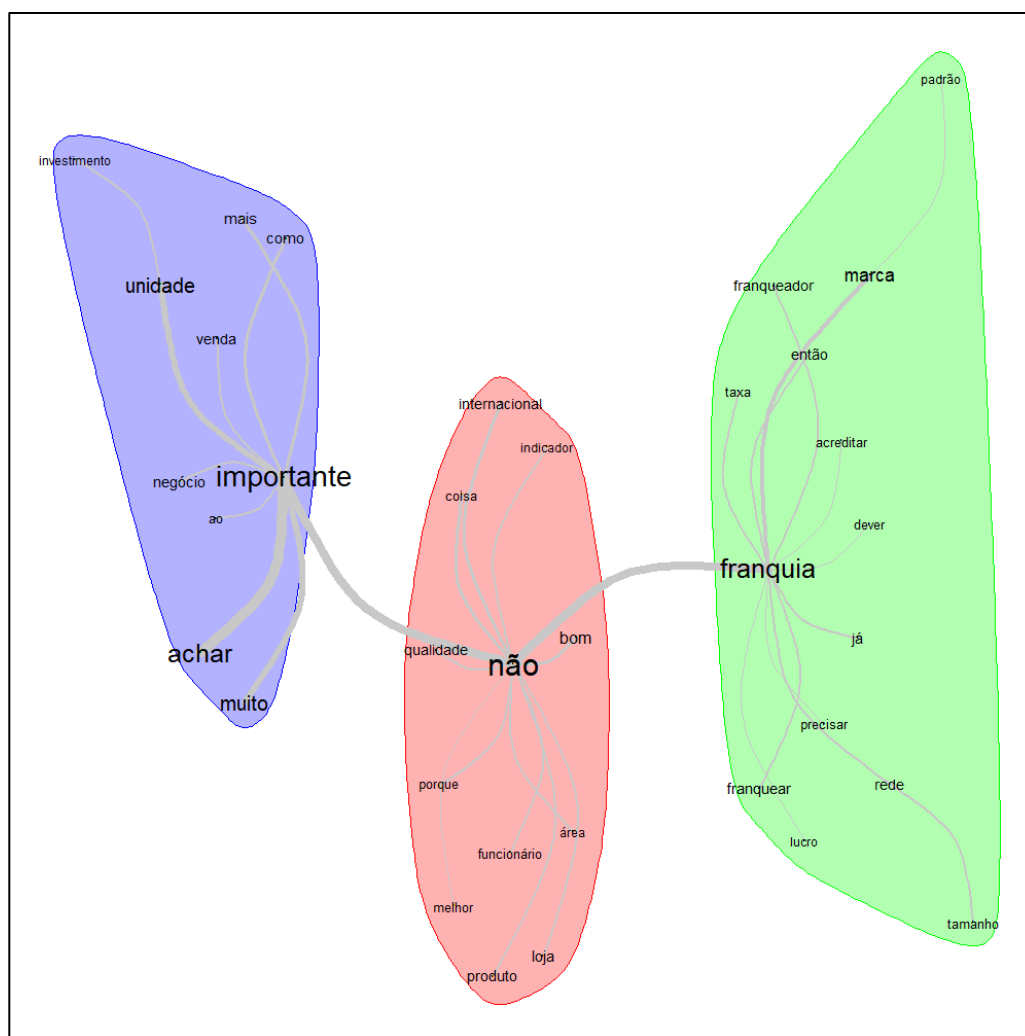 investimento
mais
como
unidade
venda
importante
negócio
ao
achar
muito
internacional
indicador
coisa
qualidade
bom
não
porque
funcionário
área
melhor
produto
loja
padrão
franqueador
marca
então
taxa
acreditar
dever
franquia
já
precisar
franquear
rede
lucro
tamanho